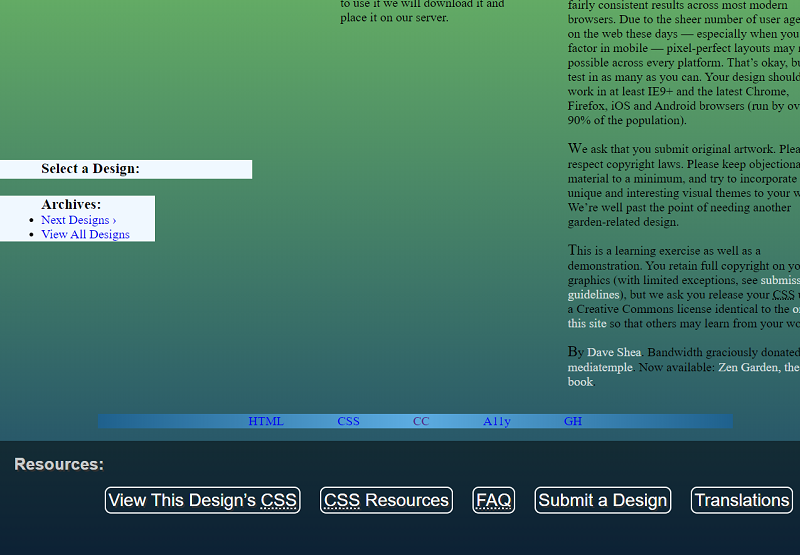 to use it we will download it and
place it on our server.
fairly consistent results across most modern
browsers. Due to the sheer number of user age
on the web these days — especially when you
factor in mobile — pixel-perfect layouts may
possible across every platform. That’s okay, bu
test in as many as you can. Your design should
work in at least IE9+ and the latest Chrome,
Firefox, iOS and Android browsers (run by ov
90% of the population).
We ask that you submit original artwork. Plea
respect copyright laws. Please keep objectiona
material to a minimum, and try to incorporate
unique and interesting visual themes to your w
We’re well past the point of needing another
garden-related design.
This is a learning exercise as well as a
demonstration. You retain full copyright on yo
graphics (with limited exceptions, see submiss
guidelines), but we ask you release your CSS
a Creative Commons license identical to the o
this site so that others may learn from your wo
By Dave Shea. Bandwidth graciously donated
mediatemple. Now available: Zen Garden, the
book.
Select a Design:
Archives:
• Next Designs ›
• View All Designs
HTML CSS CC A11y GH
Resources:
View This Design’s CSS CSS Resources FAQ Submit a Design Translations